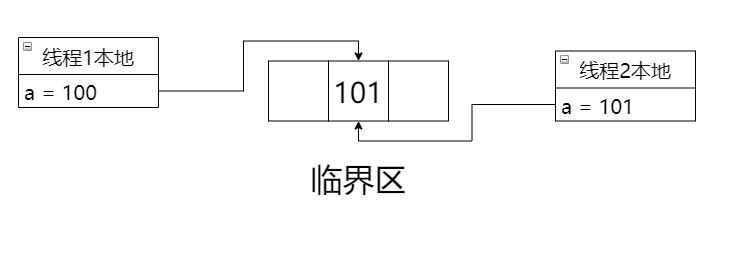 线程1本地
a = 100
101
线程2本地
a = 101
临界区